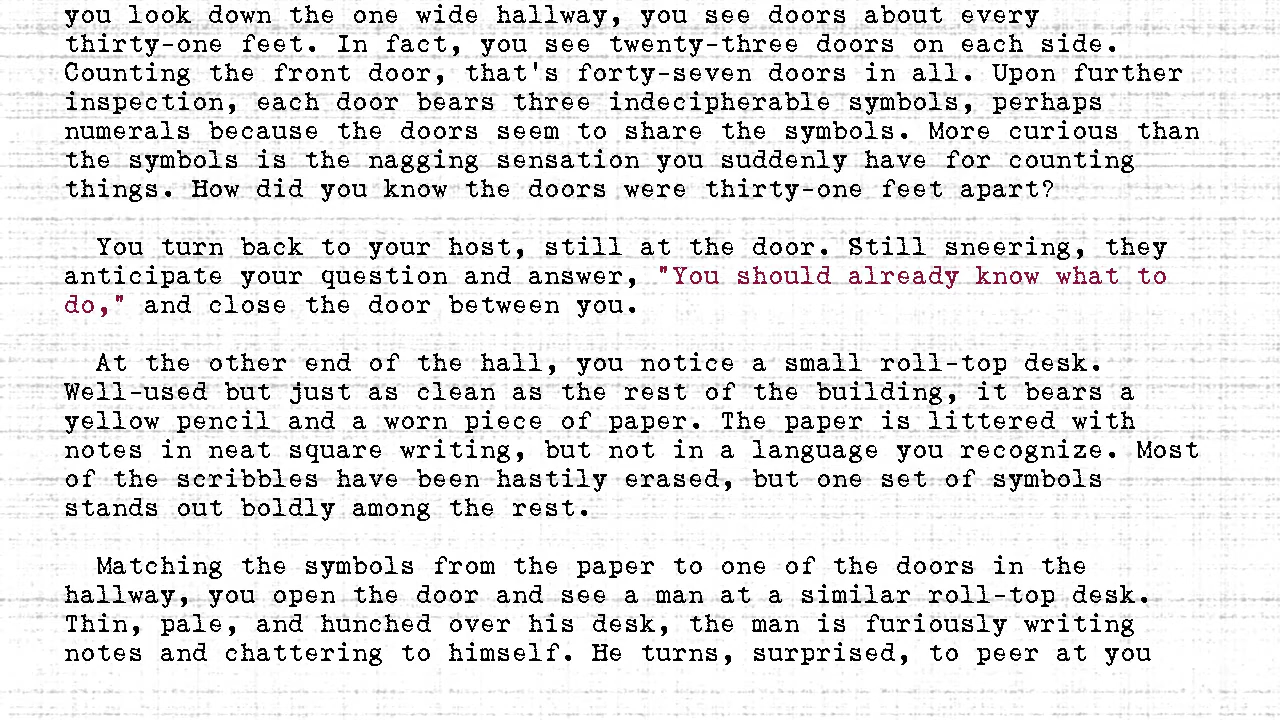 you look down the one wide hallway, you see doors about every
thirty-one feet. In fact, you see twenty-three doors on each side.
Counting the front door, that's forty-seven doors in all. Upon further
inspection, each door bears three indecipherable symbols, perhaps
numerals because the doors seem to share the symbols. More curious than
the symbols is the nagging sensation you suddenly have for counting
things. How did you know the doors were thirty-one feet apart?
You turn back to your host, still at the door. Still sneering, they
anticipate your question and answer, "You should already know what to
do," and close the door between you.
At the other end of the hall, you notice a small roll-top desk.
Well-used but just as clean as the rest of the building, it bears a
yellow pencil and a worn piece of paper. The paper is littered with
notes in neat square writing, but not in a language you recognize. Most
of the scribbles have been hastily erased, but one set of symbols
stands out boldly among the rest.
Matching the symbols from the paper to one of the doors in the
hallway, you open the door and see a man at a similar roll-top desk.
Thin, pale, and hunched over his desk, the man is furiously writing
notes and chattering to himself. He turns, surprised, to peer at you